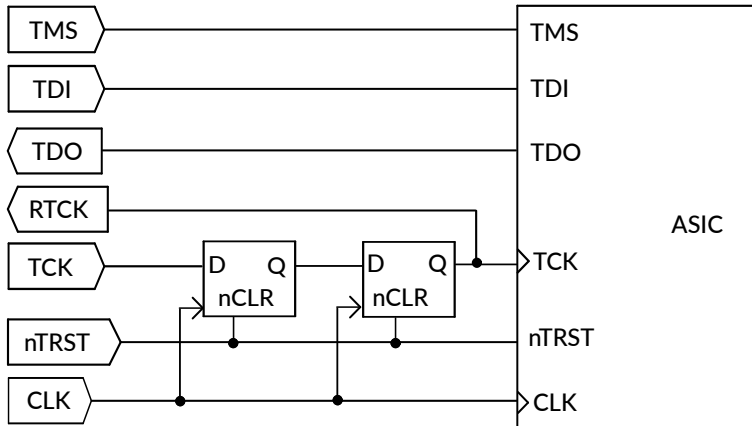 TMS
TMS
TDI
TDI
TDO
TDO
RTCK
ASIC
TCK
D Q
nCLR
D Q
nCLR
TCK
nTRST
nTRST
CLK
CLK